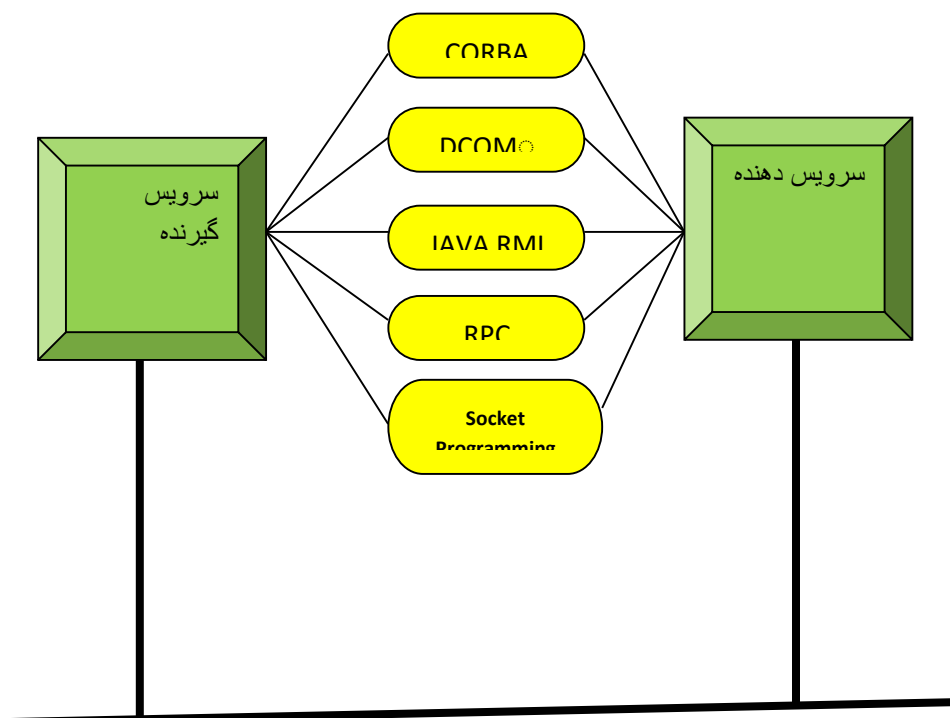 CORBA
DCOM
سرویس دهنده
سرویس
گیرنده
JAVA RMI
RPC
Socket
Programming